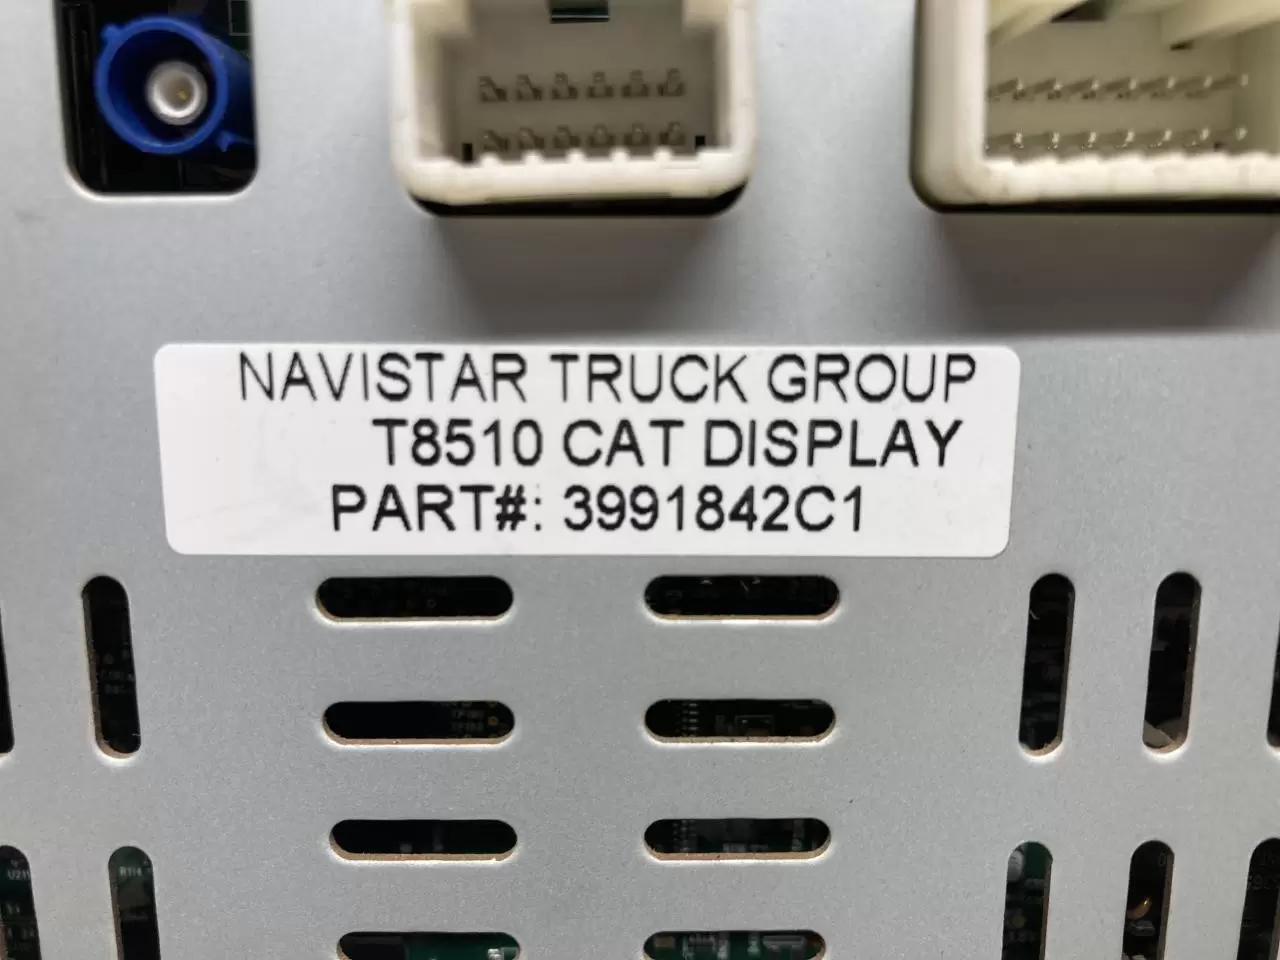 NAVISTAR TRUCK GROUP
T8510 CAT DISPLAY
PART#: 3991842C1